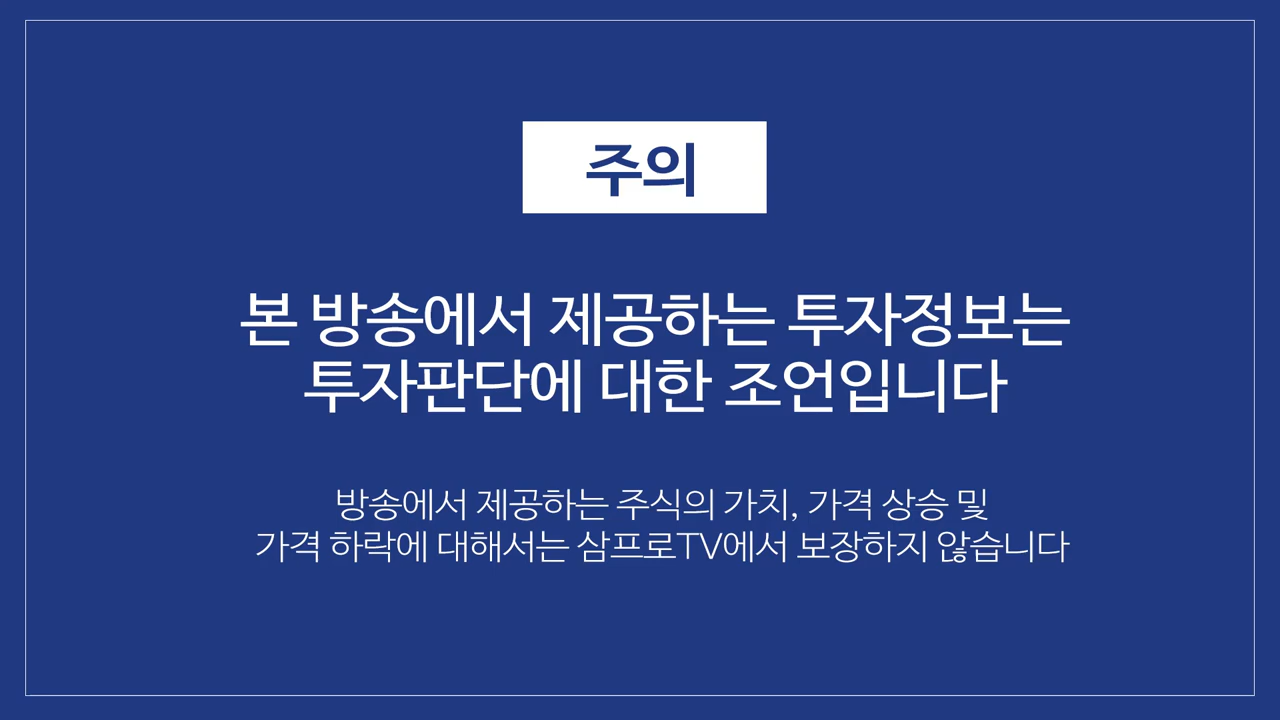 주의
본 방송에서 제공하는 투자정보는
투자판단에 대한 조언입니다
방송에서 제공하는 주식의 가치, 가격 상승 및
가격 하락에 대해서는 삼프로TV에서 보장하지 않습니다